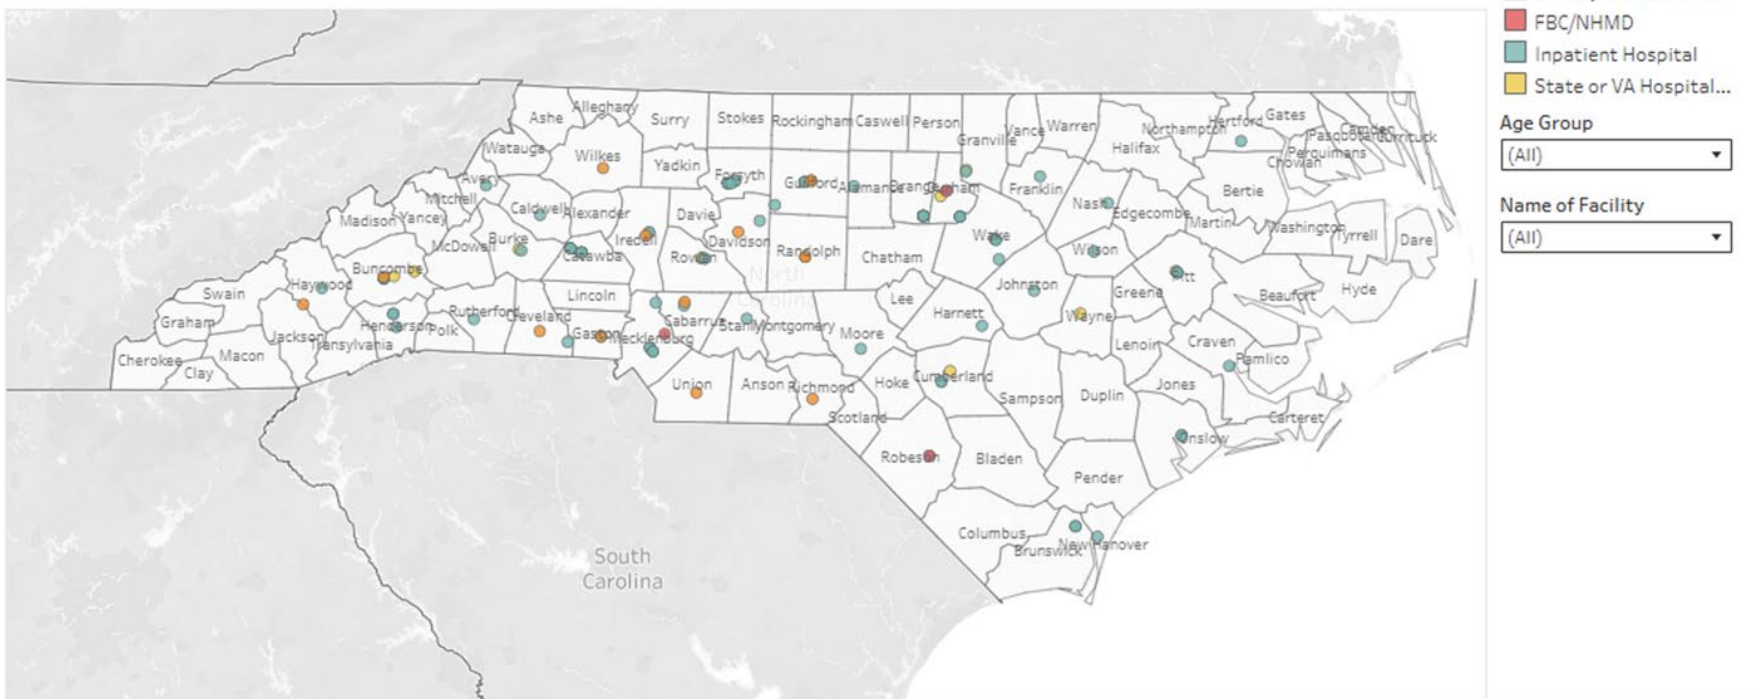 FBC/NHMD
Inpatient Hospital
State or VA Hospital...
Age Group
(All)
Name of Facility
(All)
Ashe
Alleghany
Surry
Stokes
Rockingham
Caswell
Person
Granville
Vance
Warren
Northampton
Hertford
Gates
Pasquotank
Camden
Currituck
Halifax
Perquimans
Chowan
Watauga
Wilkes
Yadkin
Forsyth
Guilford
Alamance
Orange
Durham
Franklin
Nash
Edgecombe
Bertie
Avery
Mitchell
Caldwell
Alexander
Davie
Martin
Washington
Tyrrell
Dare
Madison
Yancey
McDowell
Burke
Catawba
Iredell
Rowan
Davidson
Randolph
Chatham
Wake
Wilson
Pitt
Buncombe
Haywood
Swain
Lincoln
North
Carolina
Lee
Johnston
Greene
Beaufort
Hyde
Graham
Jackson
Henderson
Polk
Rutherford
Cleveland
Gaston
Mecklenburg
Cabarrus
Stanly
Montgomery
Moore
Harnett
Wayne
Lenoir
Craven
Pamlico
Cherokee
Clay
Macon
Transylvania
Union
Anson
Richmond
Hoke
Cumberland
Sampson
Duplin
Jones
Carteret
Scotland
Robeson
Bladen
Onslow
Pender
Columbus
Brunswick
New Hanover
South
Carolina